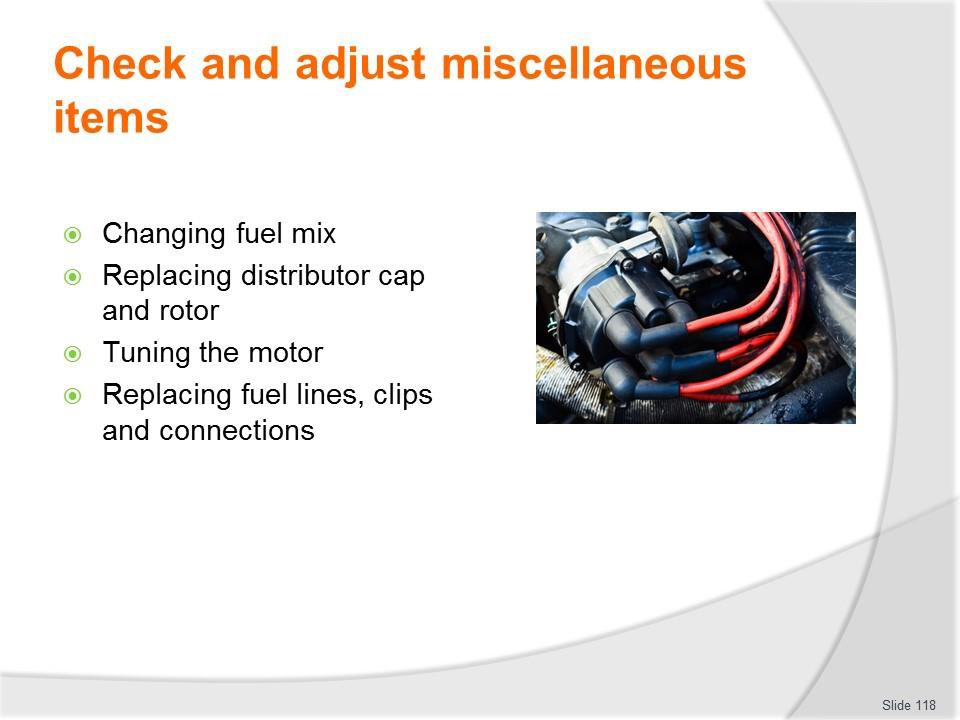 Check and adjust miscellaneous
items
Changing fuel mix
Replacing distributor cap
and rotor
Tuning the motor
Replacing fuel lines, clips
and connections
Slide 118